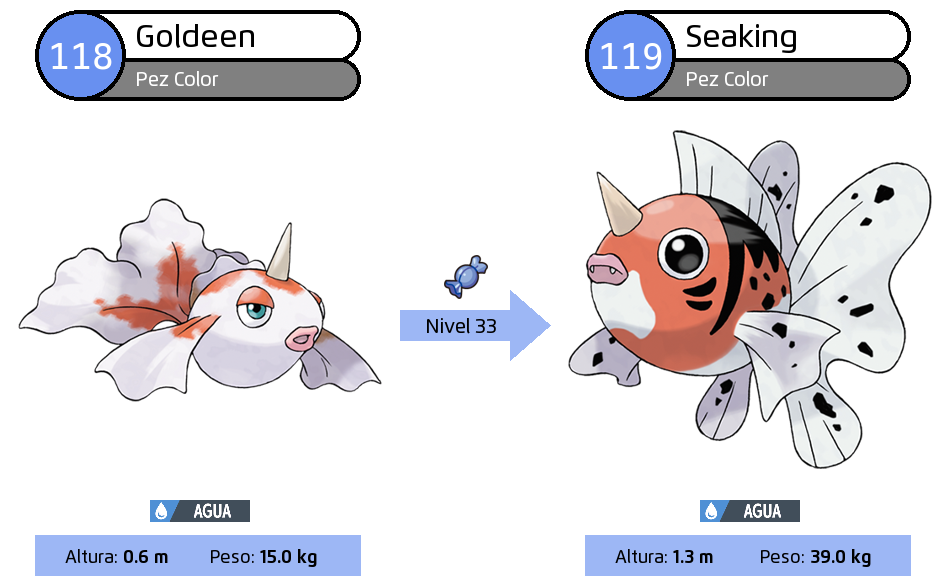 118
Goldeen
Pez Color
119
Seaking
Pez Color
Nivel 33
AGUA
AGUA
Altura: 0.6 m Peso: 15.0 kg
Altura: 1.3 m Peso: 39.0 kg